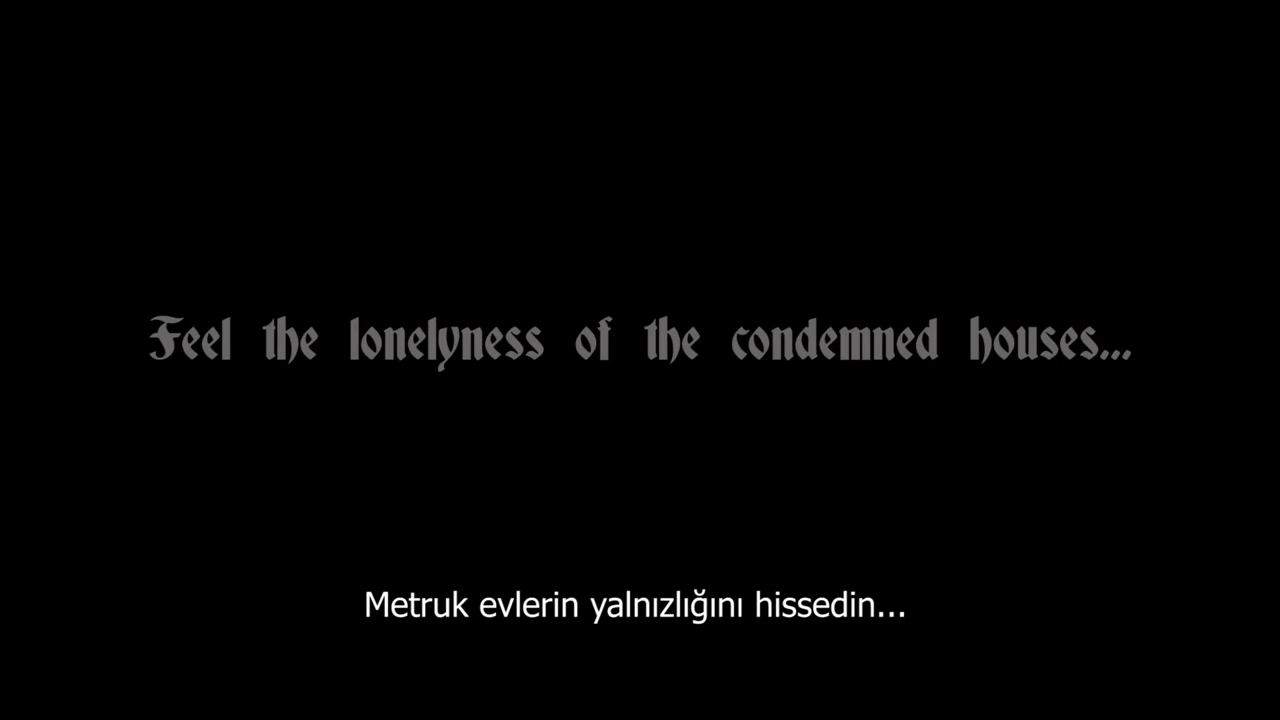 Feel the lonelyness of the condemned houses...
Metruk evlerin yalnızlığını hissedin...